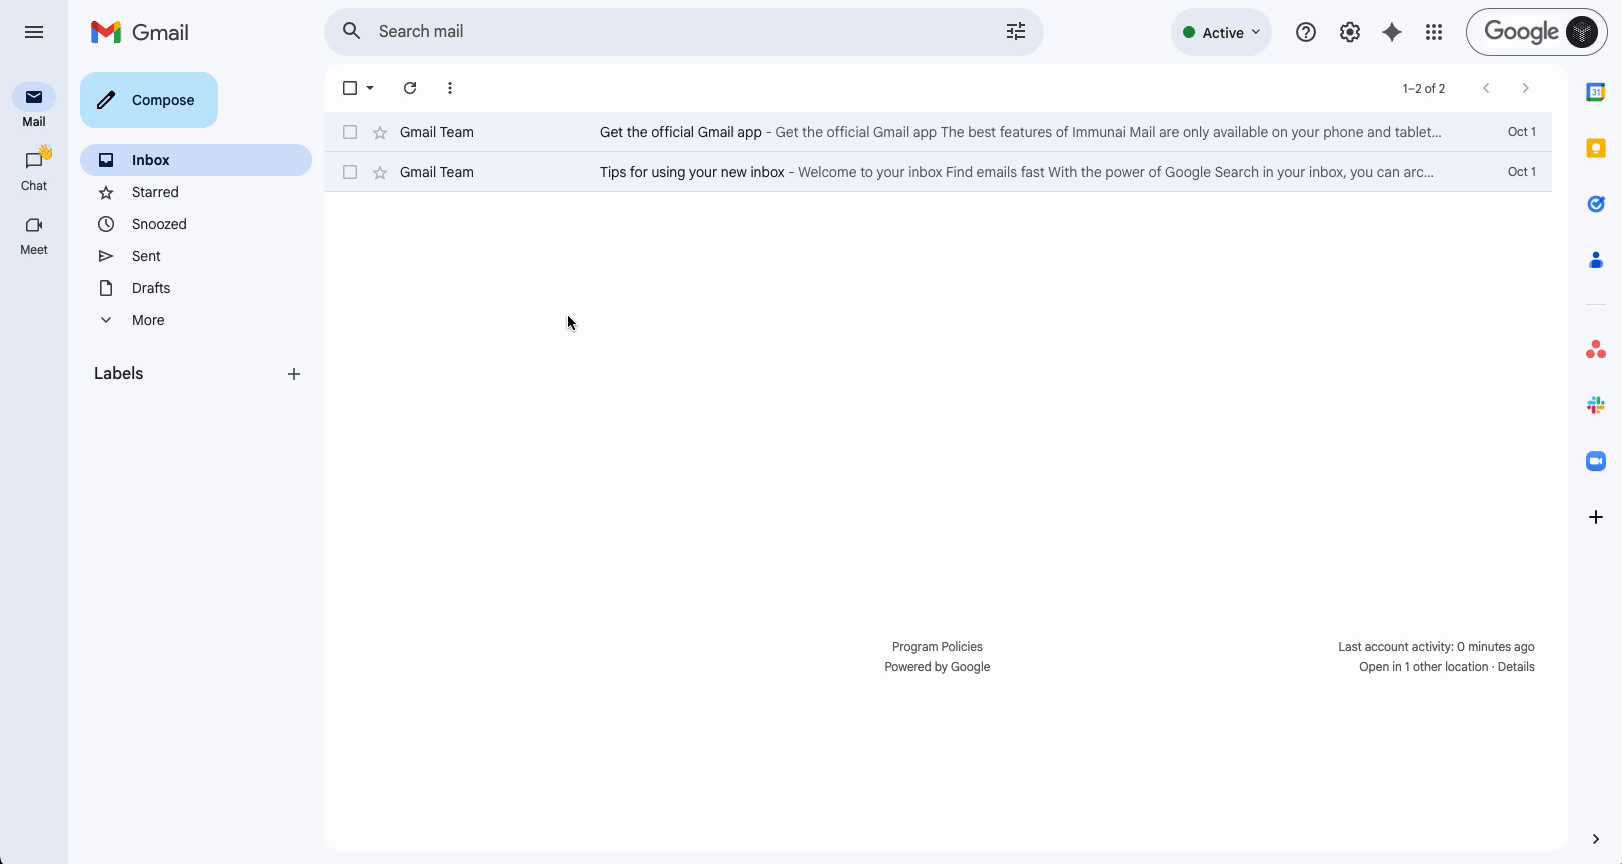 Gmail
Search mail
Active
Google
Mail
Chat
Meet
Compose
Inbox
Starred
Snoozed
Sent
Drafts
More
Labels
1–2 of 2
Gmail Team Get the official Gmail app - Get the official Gmail app The best features of Immunai Mail are only available on your phone and tablet... Oct 1
Gmail Team Tips for using your new inbox - Welcome to your inbox Find emails fast With the power of Google Search in your inbox, you can arc... Oct 1
31
Program Policies
Powered by Google
Last account activity: 0 minutes ago
Open in 1 other location · Details